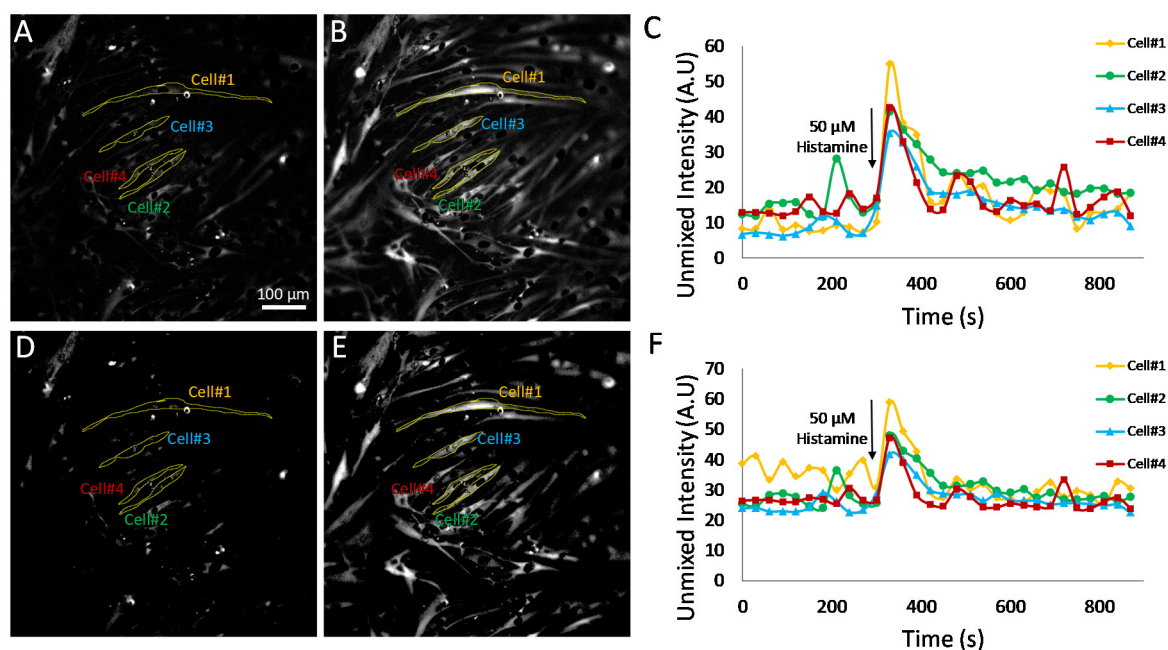 A
Cell#1
Cell#3
Cell#4
Cell#2
100 µm
B
Cell#1
Cell#3
Cell#4
Cell#2
C
Unmixed Intensity (A.U)
60
50
40
30
20
10
0
50 µM
Histamine
Cell#1
Cell#2
Cell#3
Cell#4
0 200 400 600 800
Time (s)
D
Cell#1
Cell#3
Cell#4
Cell#2
E
Cell#1
Cell#3
Cell#4
Cell#2
F
Unmixed Intensity (A.U
70
60
50
40
30
20
10
0
50 µM
Histamine
Cell#1
Cell#2
Cell#3
Cell#4
0 200 400 600 800
Time (s)